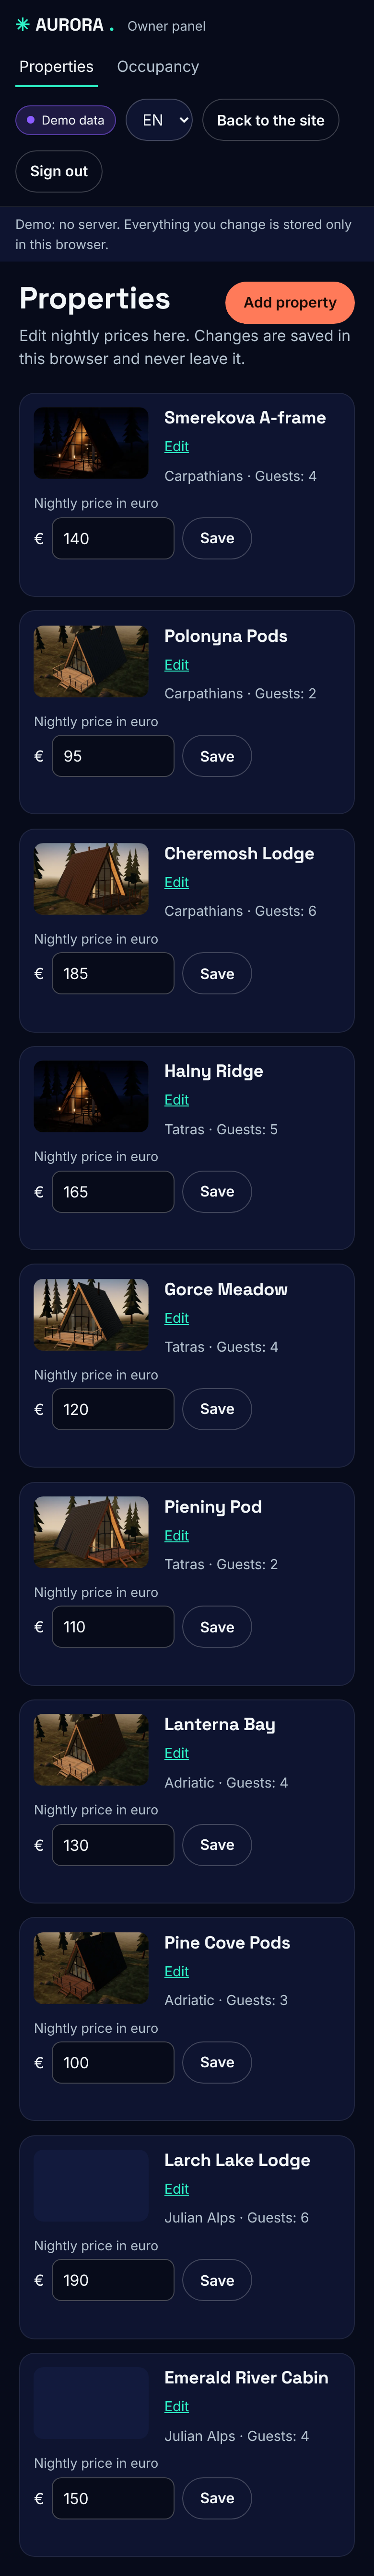 AURORA. Owner panel
Properties Occupancy
Demo data EN Back to the site
Sign out
Demo: no server. Everything you change is stored only
in this browser.
Properties Add property
Edit nightly prices here. Changes are saved in
this browser and never leave it.
Smerekova A-frame
Edit
Carpathians · Guests: 4
Nightly price in euro
€ 140 Save
Polonyna Pods
Edit
Carpathians · Guests: 2
Nightly price in euro
€ 95 Save
Cheremosh Lodge
Edit
Carpathians · Guests: 6
Nightly price in euro
€ 185 Save
Halny Ridge
Edit
Tatras · Guests: 5
Nightly price in euro
€ 165 Save
Gorce Meadow
Edit
Tatras · Guests: 4
Nightly price in euro
€ 120 Save
Pieniny Pod
Edit
Tatras · Guests: 2
Nightly price in euro
€ 110 Save
Lanterna Bay
Edit
Adriatic · Guests: 4
Nightly price in euro
€ 130 Save
Pine Cove Pods
Edit
Adriatic · Guests: 3
Nightly price in euro
€ 100 Save
Larch Lake Lodge
Edit
Julian Alps · Guests: 6
Nightly price in euro
€ 190 Save
Emerald River Cabin
Edit
Julian Alps · Guests: 4
Nightly price in euro
€ 150 Save